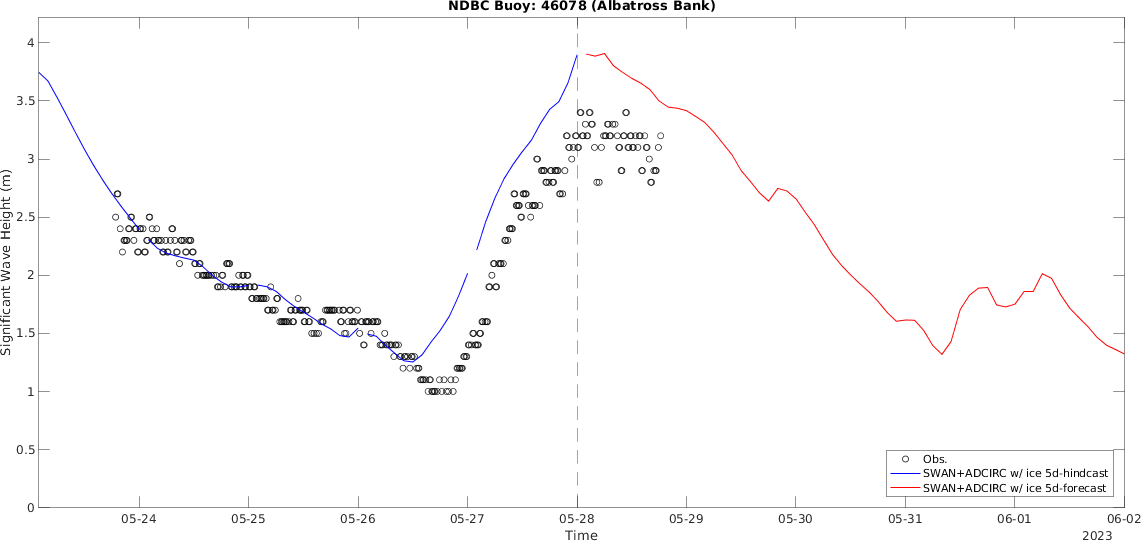 NDBC Buoy: 46078 (Albatross Bank)
4
3.5
3
2.5
2
1.5
1
0.5
0
Significant Wave Height (m)
Obs.
SWAN+ADCIRC w/ ice 5d-hindcast
SWAN+ADCIRC w/ ice 5d-forecast
05-24 05-25 05-26 05-27 05-28 05-29 05-30 05-31 06-01 06-02
Time
2023